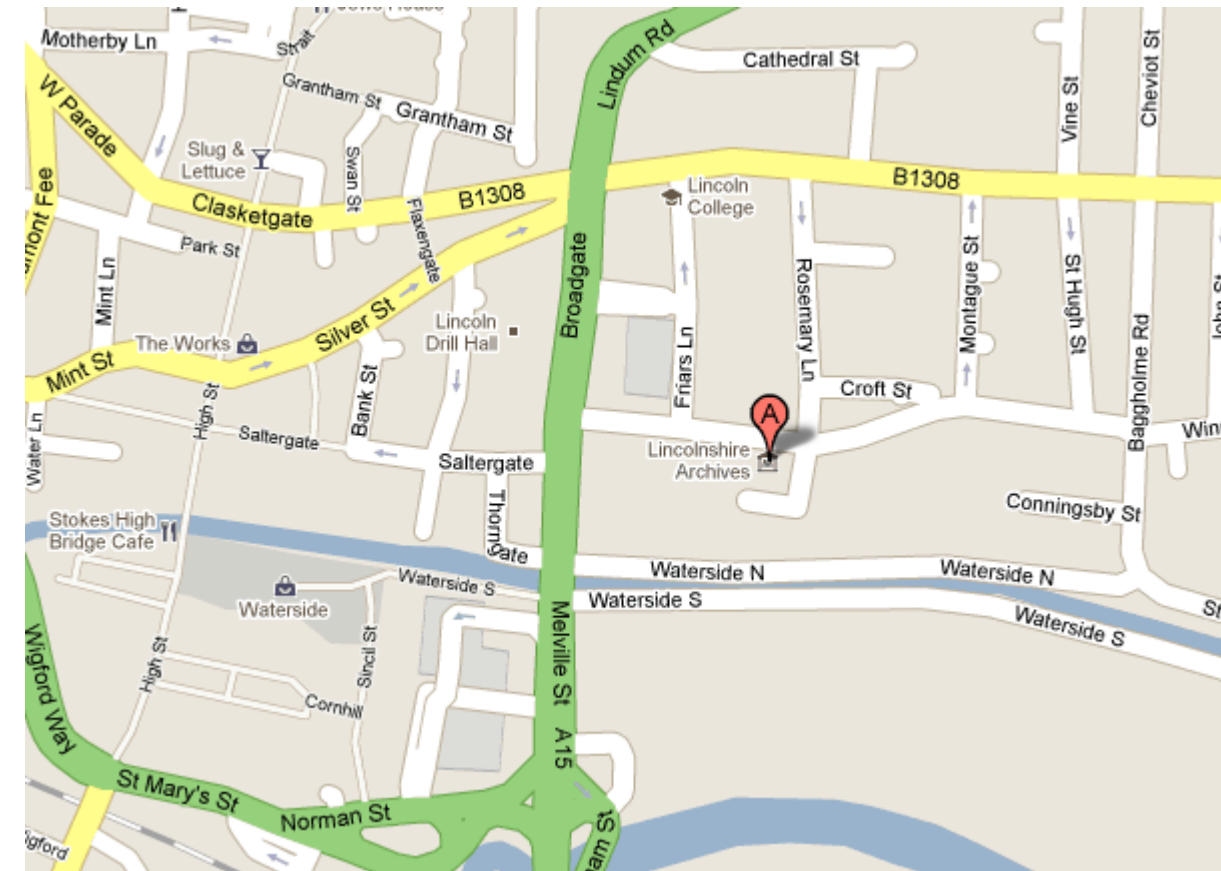 Motherby Ln
Strait
Lindum Rd
Cathedral St
Vine St
Cheviot St
W Parade
Grantham St
Grantham St
Slug &
Lettuce
Swan St
Clasketgate
B1308
B1308
Lincoln
College
Flaxengate
Park St
Mint Ln
Broadgate
Rosemary Ln
Montague St
St Hugh St
Silver St
Lincoln
Drill Hall
The Works
Mint St
Bank St
Friars Ln
Croft St
Baggholme Rd
High St
Water Ln
Saltergate
Saltergate
A
Lincolnshire
Archives
Thorngate
Conningsby St
Stokes High
Bridge Cafe
Waterside N
Waterside N
Waterside S
Waterside S
Waterside S
Waterside
Sincil St
High St
Melville St
Wigford Way
Cornhill
A15
St Mary's St
Norman St